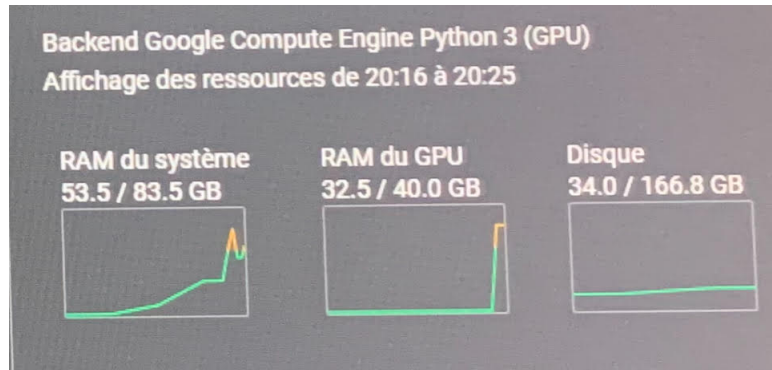 Backend Google Compute Engine Python 3 (GPU)
Affichage des ressources de 20:16 à 20:25
RAM du système
53.5 / 83.5 GB
RAM du GPU
32.5 / 40.0 GB
Disque
34.0 / 166.8 GB